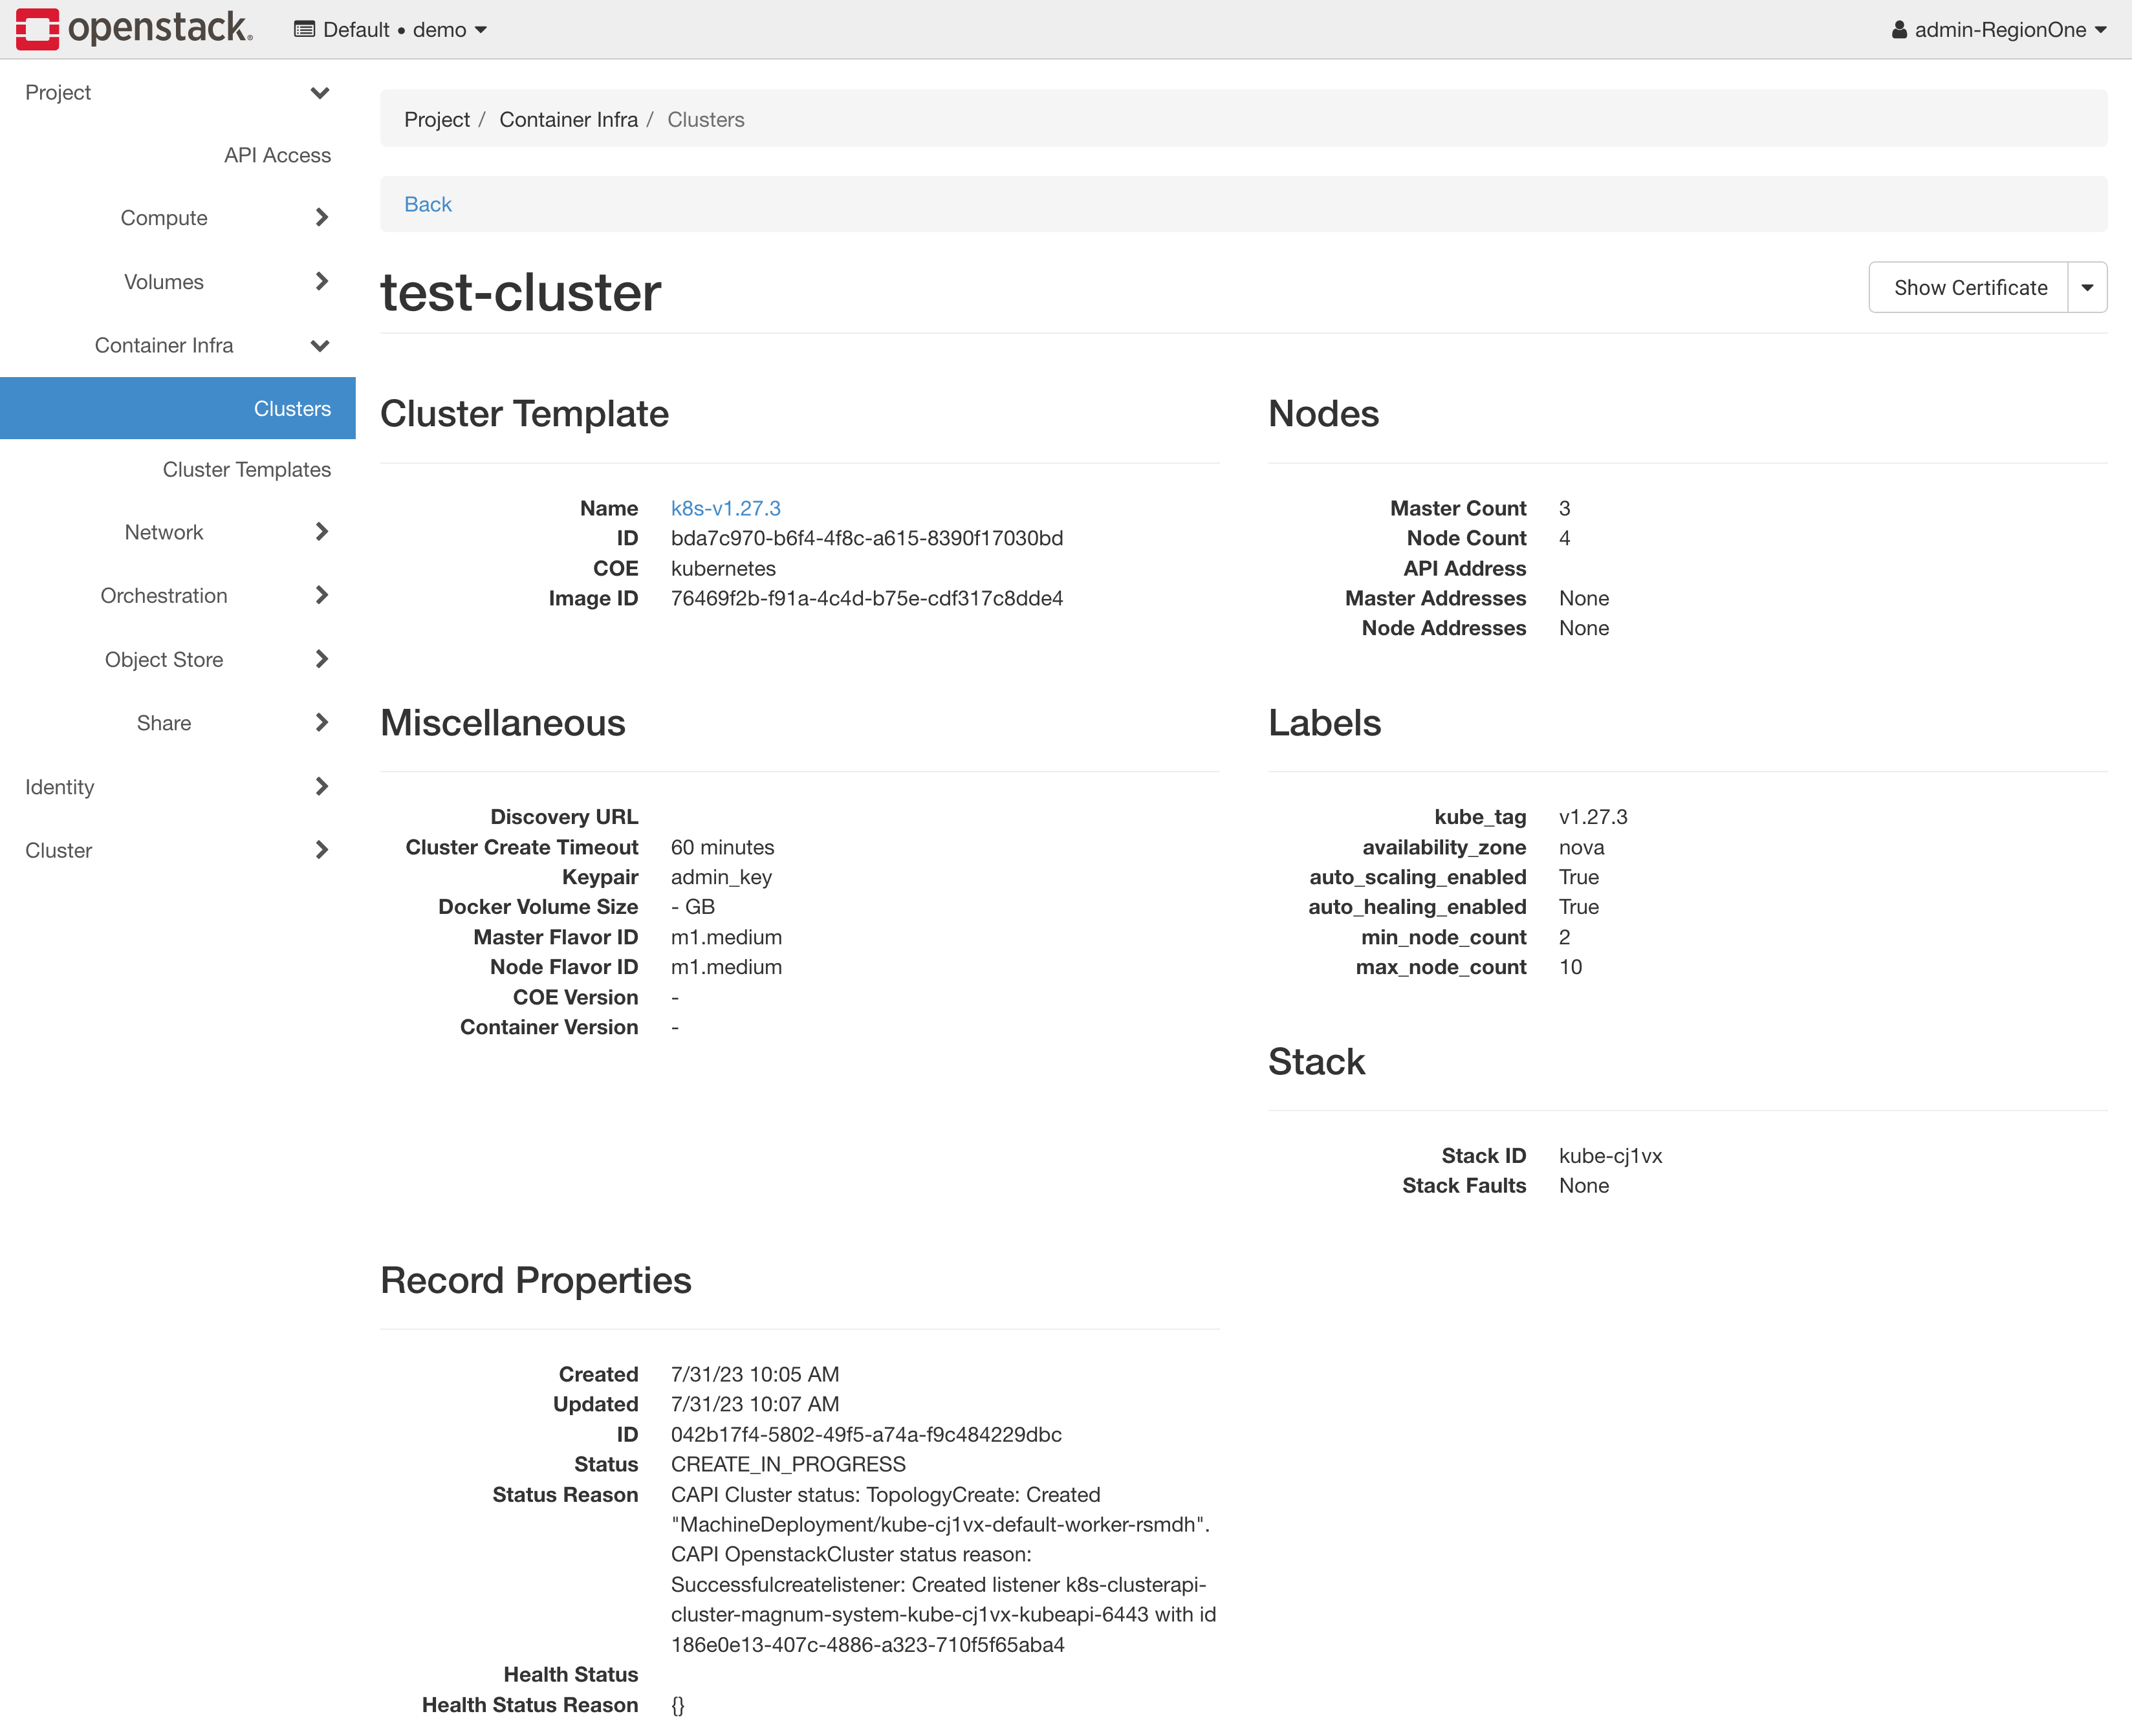 openstack.
Default • demo
admin-RegionOne
Project
API Access
Compute
Volumes
Container Infra
Clusters
Cluster Templates
Network
Orchestration
Object Store
Share
Identity
Cluster
Project / Container Infra / Clusters
Back
test-cluster
Show Certificate
Cluster Template
Name k8s-v1.27.3
ID bda7c970-b6f4-4f8c-a615-8390f17030bd
COE kubernetes
Image ID 76469f2b-f91a-4c4d-b75e-cdf317c8dde4
Nodes
Master Count 3
Node Count 4
API Address
Master Addresses None
Node Addresses None
Miscellaneous
Discovery URL
Cluster Create Timeout 60 minutes
Keypair admin_key
Docker Volume Size - GB
Master Flavor ID m1.medium
Node Flavor ID m1.medium
COE Version -
Container Version -
Labels
kube_tag v1.27.3
availability_zone nova
auto_scaling_enabled True
auto_healing_enabled True
min_node_count 2
max_node_count 10
Stack
Stack ID kube-cj1vx
Stack Faults None
Record Properties
Created 7/31/23 10:05 AM
Updated 7/31/23 10:07 AM
ID 042b17f4-5802-49f5-a74a-f9c484229dbc
Status CREATE_IN_PROGRESS
Status Reason CAPI Cluster status: TopologyCreate: Created
"MachineDeployment/kube-cj1vx-default-worker-rsmdh".
CAPI OpenstackCluster status reason:
Successfulcreatelistener: Created listener k8s-clusterapi-
cluster-magnum-system-kube-cj1vx-kubeapi-6443 with id
186e0e13-407c-4886-a323-710f5f65aba4
Health Status
Health Status Reason {}